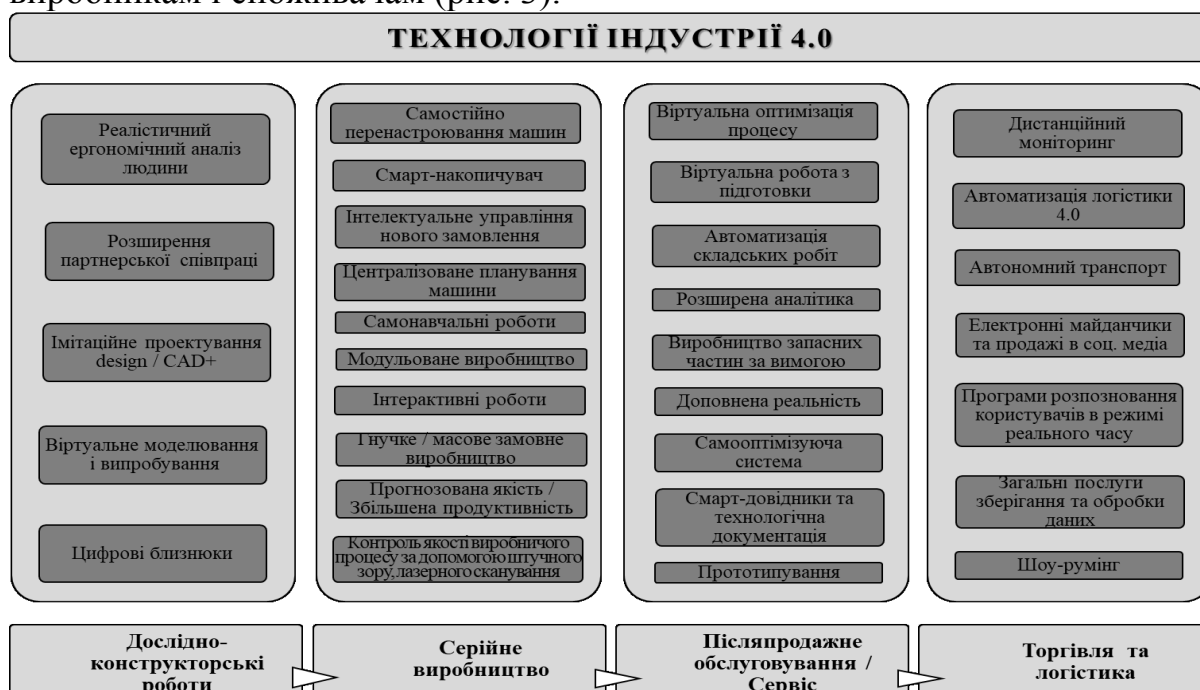 виробникам і споживачам (рис. 3).
ТЕХНОЛОГІЇ ІНДУСТРІЇ 4.0
Реалістичний
ергономічний аналіз
людини
Розширення
партнерської співпраці
Імітаційне проектування
design / CAD+
Віртуальне моделювання
і випробування
Цифрові близнюки
Самостійно
перенастроювання машин
Смарт-накопичувач
Інтелектуальне управління
нового замовлення
Централізоване планування
машини
Самонавчальні роботи
Модульоване виробництво
Інтерактивні роботи
Гнучке / масове замовне
виробництво
Прогнозована якість /
Збільшена продуктивність
Контроль якості виробничого
процесу за допомогою штучного
зору, лазерного сканування
Віртуальна оптимізація
процесу
Віртуальна робота з
підготовки
Автоматизація
складських робіт
Розширена аналітика
Виробництво запасних
частин за вимогою
Доповнена реальність
Самооптимізуюча
система
Смарт-довідники та
технологічна
документація
Прототипування
Дистанційний
моніторинг
Автоматизація логістики
4.0
Автономний транспорт
Електронні майданчики
та продажі в соц. медіа
Програми розпозновання
користувачів в режимі
реального часу
Загальні послуги
зберігання та обробки
даних
Шоу-румінг
Дослідно-
конструкторські
роботи
Серійне
виробництво
Післяпродажне
обслуговування /
Сервіс
Торгівля та
логістика